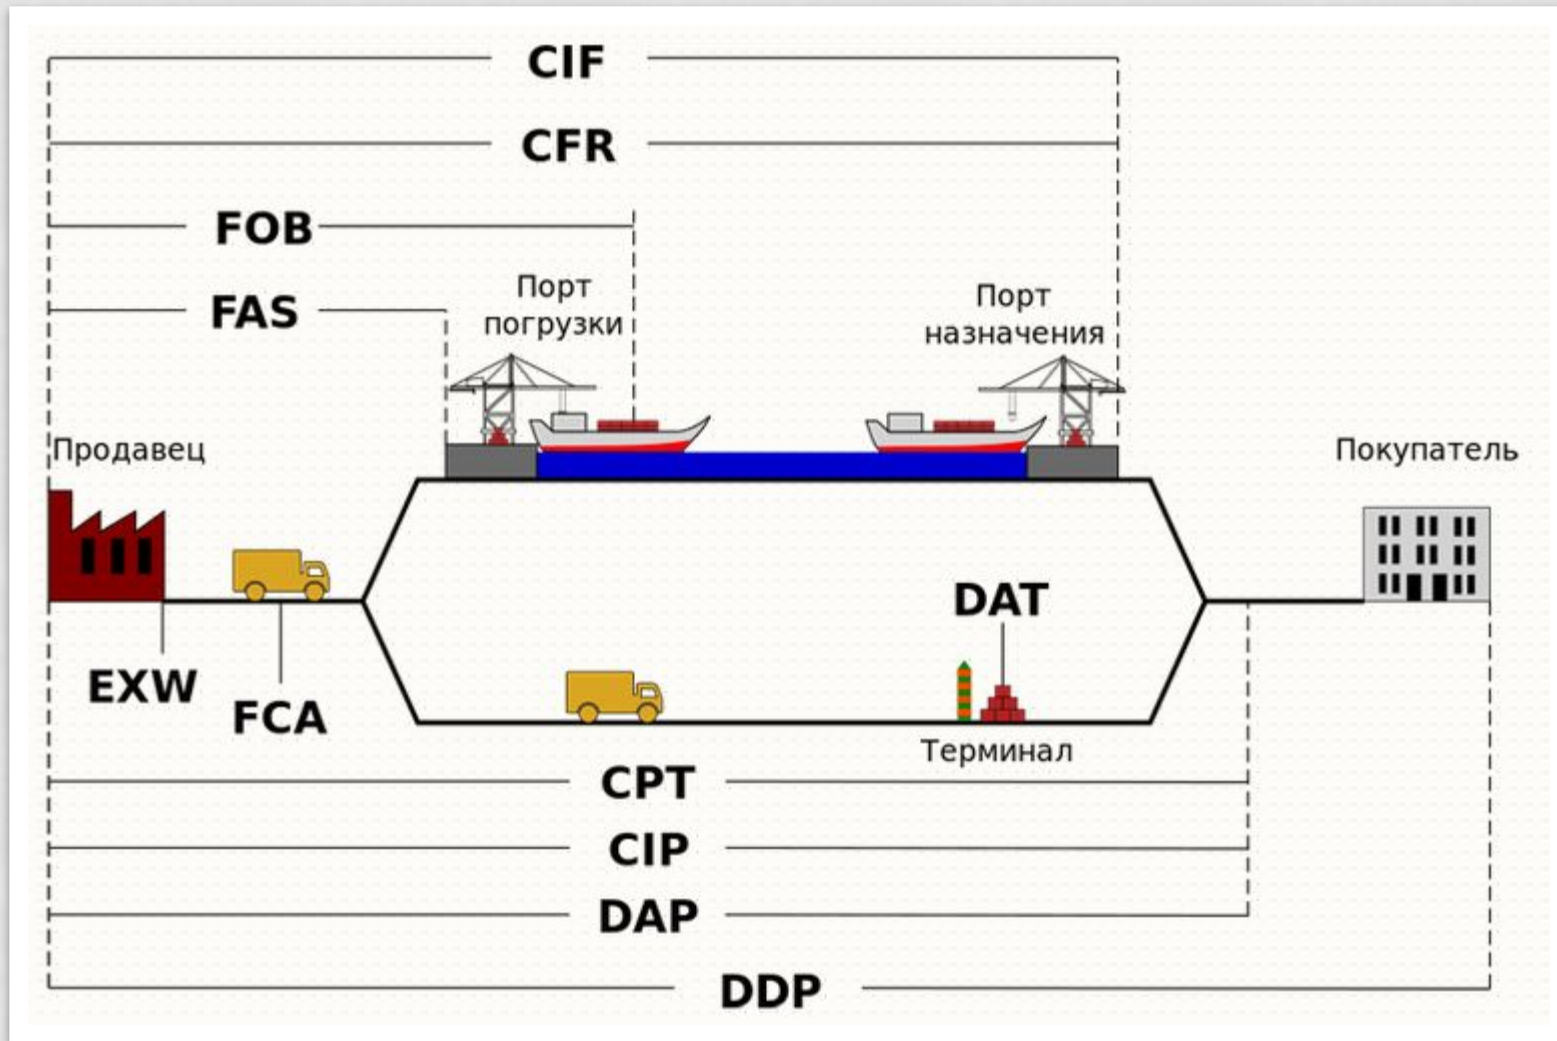 CIF
CFR
FOB
FAS
Порт
погрузки
Порт
назначения
Продавец
Покупатель
DAT
EXW
FCA
Терминал
CPT
CIP
DAP
DDP